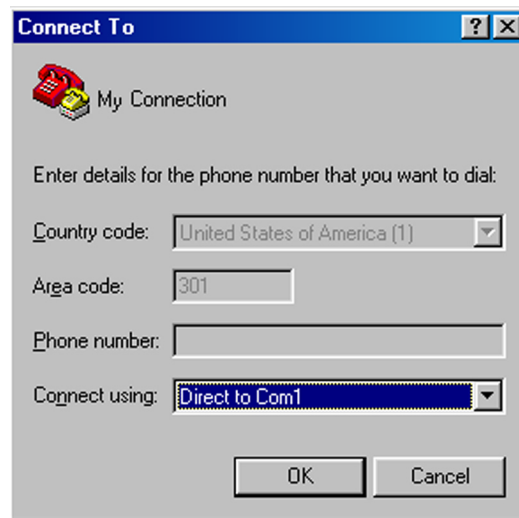 Connect To
My Connection
Enter details for the phone number that you want to dial:
Country code: United States of America (1)
Area code: 301
Phone number:
Connect using: Direct to Com1
OK Cancel